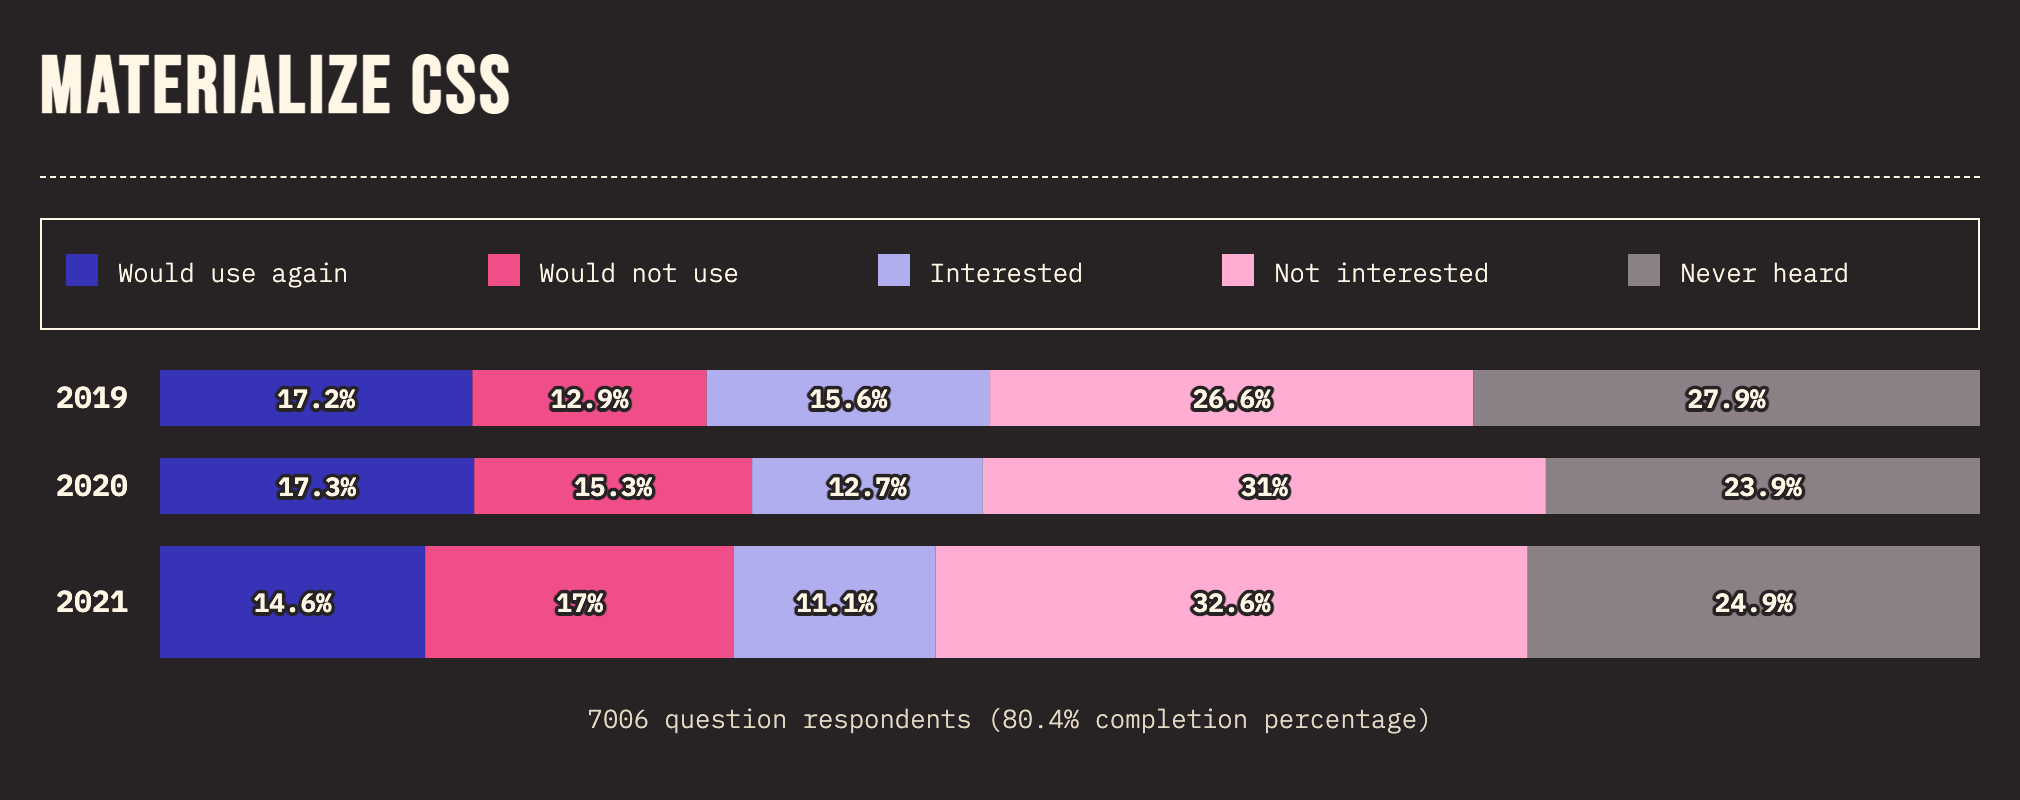 MATERIALIZE CSS
Would use again Would not use Interested Not interested Never heard
2019 17.2% 12.9% 15.6% 26.6% 27.9%
2020 17.3% 15.3% 12.7% 31% 23.9%
2021 14.6% 17% 11.1% 32.6% 24.9%
7006 question respondents (80.4% completion percentage)